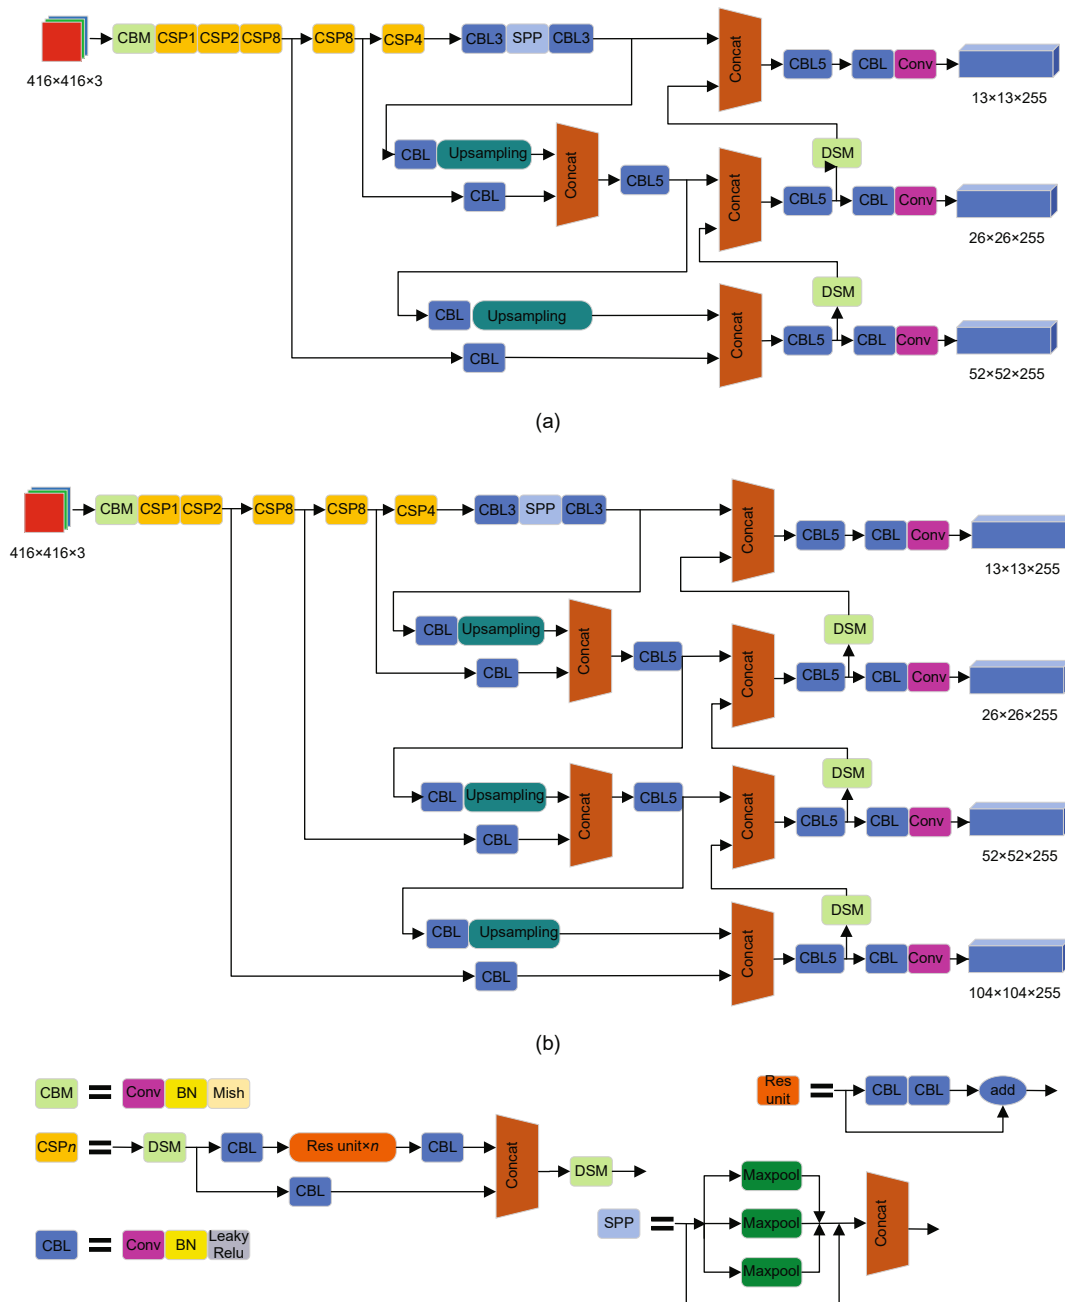 CBM CSP1 CSP2 CSP8 CSP8 CSP4 CBL3 SPP CBL3 Concat CBL5 CBL Conv
416×416×3
13×13×255
CBL Upsampling Concat DSM
CBL CBL5 Concat CBL5 CBL Conv
26×26×255
DSM
CBL Upsampling Concat
CBL CBL5 CBL Conv
52×52×255
(a)
CBM CSP1 CSP2 CSP8 CSP8 CSP4 CBL3 SPP CBL3 Concat CBL5 CBL Conv
416×416×3
13×13×255
CBL Upsampling Concat DSM
CBL CBL5 Concat CBL5 CBL Conv
26×26×255
DSM
CBL Upsampling Concat CBL5 Concat
CBL CBL5 CBL Conv
52×52×255
DSM
CBL Upsampling Concat
CBL CBL5 CBL Conv
104×104×255
(b)
CBM = Conv BN Mish
Res unit = CBL CBL add
CSPn = DSM CBL Res unit×n CBL Concat DSM
CBL
SPP = Maxpool Maxpool Maxpool Concat
CBL = Conv BN Leaky Relu